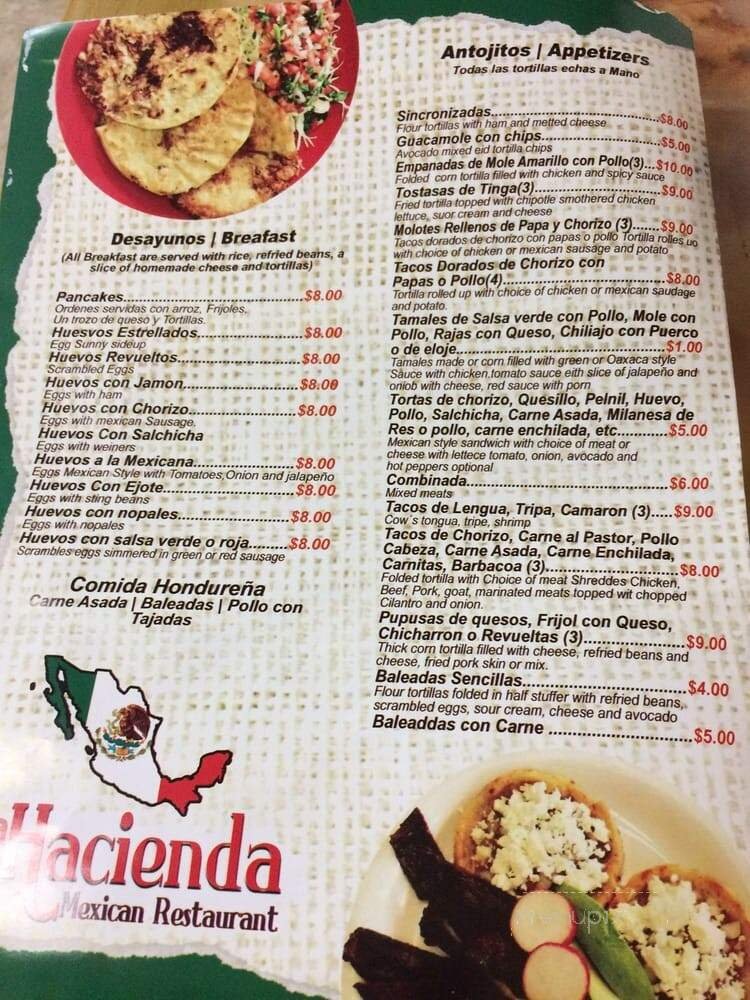 Desayunos | Breafast
(All Breakfast are served with rice, refried beans, a
slice of homemade cheese and tortillas)
Pancakes...$8.00
Ordenes servidas con arroz, Frijoles,
Un trozo de queso y Tortillas.
Huesvos Estrellados...$8.00
Egg Sunny sideup
Huevos Revueltos...$8.00
Scrambled Eggs
Huevos con Jamon...$8.00
Eggs with ham
Huevos con Chorizo...$8.00
Eggs with mexican Sausage.
Huevos Con Salchicha
Eggs with weiners
Huevos a la Mexicana...$8.00
Eggs Mexican Style with Tomatoes,Onion and jalapeño
Huevos Con Ejote...$8.00
Eggs with sting beans
Huevos con nopales...$8.00
Eggs with nopales
Huevos con salsa verde o roja...$8.00
Scrambles eggs simmered in green or red sausage
Comida Hondureña
Carne Asada | Baleadas | Pollo con
Tajadas
Hacienda
Mexican Restaurant
Antojitos | Appetizers
Todas las tortillas echas a Mano
Sincronizadas...$8.00
Flour tortillas with ham and metted cheese
Guacamole con chips...$5.00
Avocado mixed eid tortilla chips
Empanadas de Mole Amarillo con Pollo(3)...$10.00
Folded corn tortilla filled with chicken and spicy sauce
Tostasas de Tinga(3)...$9.00
Fried tortilla topped with chipotle smothered chicken
lettuce, suor cream and cheese
Molotes Rellenos de Papa y Chorizo (3)...$9.00
Tacos dorados de chorizo con papas o pollo Tortilla rolles uo
with choice of chicken or mexican sausage and potato
Tacos Dorados de Chorizo con
Papas o Pollo(4)...$8.00
Tortilla rolled up with choice of chicken or mexican saudage
and potato.
Tamales de Salsa verde con Pollo, Mole con
Pollo, Rajas con Queso, Chiliajo con Puerco
o de eloje...$1.00
Tamales made or corn filled with green or Oaxaca style
Sauce with chicken,tomato sauce eith slice of jalapeño and
oniob with cheese, red sauce with porn
Tortas de chorizo, Quesillo, Pelnil, Huevo,
Pollo, Salchicha, Carne Asada, Milanesa de
Res o pollo, carne enchilada, etc...$5.00
Mexican style sandwich with choice of meat or
cheese with lettece tomato, onion, avocado and
hot peppers optional
Combinada...$6.00
Mixed meats
Tacos de Lengua, Tripa, Camaron (3)...$9.00
Cow´s tongua, tripe, shrimp
Tacos de Chorizo, Carne al Pastor, Pollo
Cabeza, Carne Asada, Carne Enchilada,
Carnitas, Barbacoa (3)...$8.00
Folded tortilla with Choice of meat Shreddes Chicken,
Beef, Pork, goat, marinated meats topped wit chopped
Cilantro and onion.
Pupusas de quesos, Frijol con Queso,
Chicharron o Revueltas (3)...$9.00
Thick corn tortilla filled with cheese, refried beans and
cheese, fried pork skin or mix.
Baleadas Sencillas...$4.00
Flour tortillas folded in half stuffer with refried beans,
scrambled eggs, sour cream, cheese and avocado
Baleaddas con Carne ...$5.00